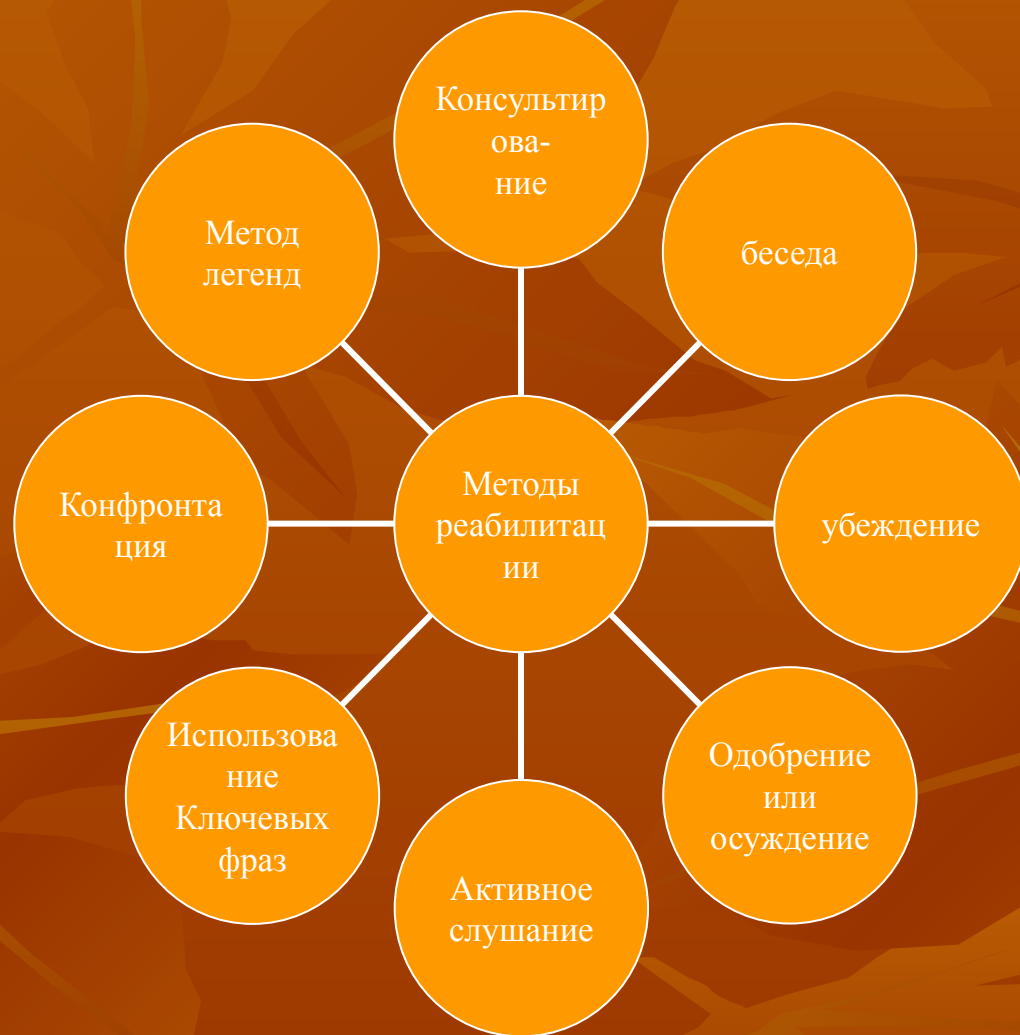 Консультир
ова-
ние
беседа
убеждение
Одобрение
или
осуждение
Активное
слушание
Использова
ние
Ключевых
фраз
Конфронта
ция
Метод
легенд
Методы
реабилитац
ии